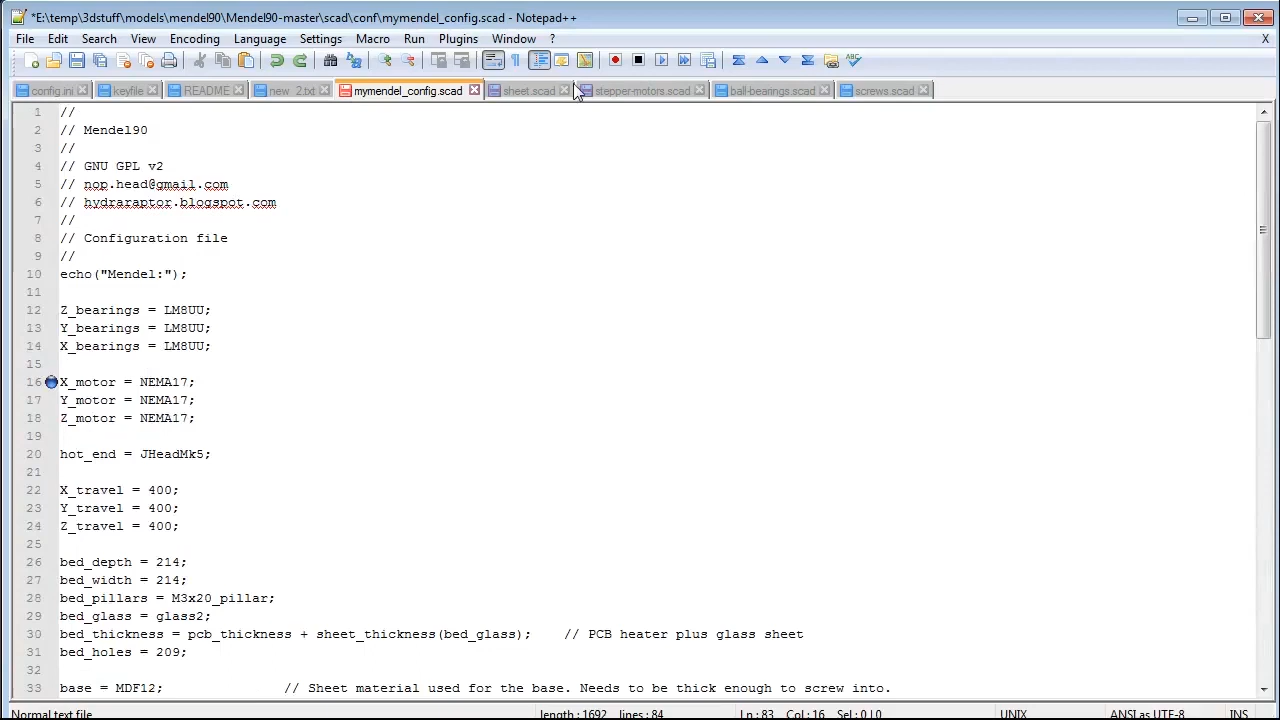 *E:\temp\3dstuff\models\mendel90\Mendel90-master\scad\conf\mymendel_config.scad - Notepad++
File Edit Search View Encoding Language Settings Macro Run Plugins Window ? X
config.ini keyfile README new 2.txt mymendel_config.scad sheet.scad stepper-motors.scad ball-bearings.scad screws.scad
1 //
2 // Mendel90
3 //
4 // GNU GPL v2
5 // nop.head@gmail.com
6 // hydraraptor.blogspot.com
7 //
8 // Configuration file
9 //
10 echo("Mendel:");
11
12 Z_bearings = LM8UU;
13 Y_bearings = LM8UU;
14 X_bearings = LM8UU;
15
16 X_motor = NEMA17;
17 Y_motor = NEMA17;
18 Z_motor = NEMA17;
19
20 hot_end = JHeadMk5;
21
22 X_travel = 400;
23 Y_travel = 400;
24 Z_travel = 400;
25
26 bed_depth = 214;
27 bed_width = 214;
28 bed_pillars = M3x20_pillar;
29 bed_glass = glass2;
30 bed_thickness = pcb_thickness + sheet_thickness(bed_glass); // PCB heater plus glass sheet
31 bed_holes = 209;
32
33 base = MDF12; // Sheet material used for the base. Needs to be thick enough to screw into.
Normal text file length : 1692 lines : 84 Ln : 83 Col : 16 Sel : 0 | 0 UNIX ANSI as UTF-8 INS